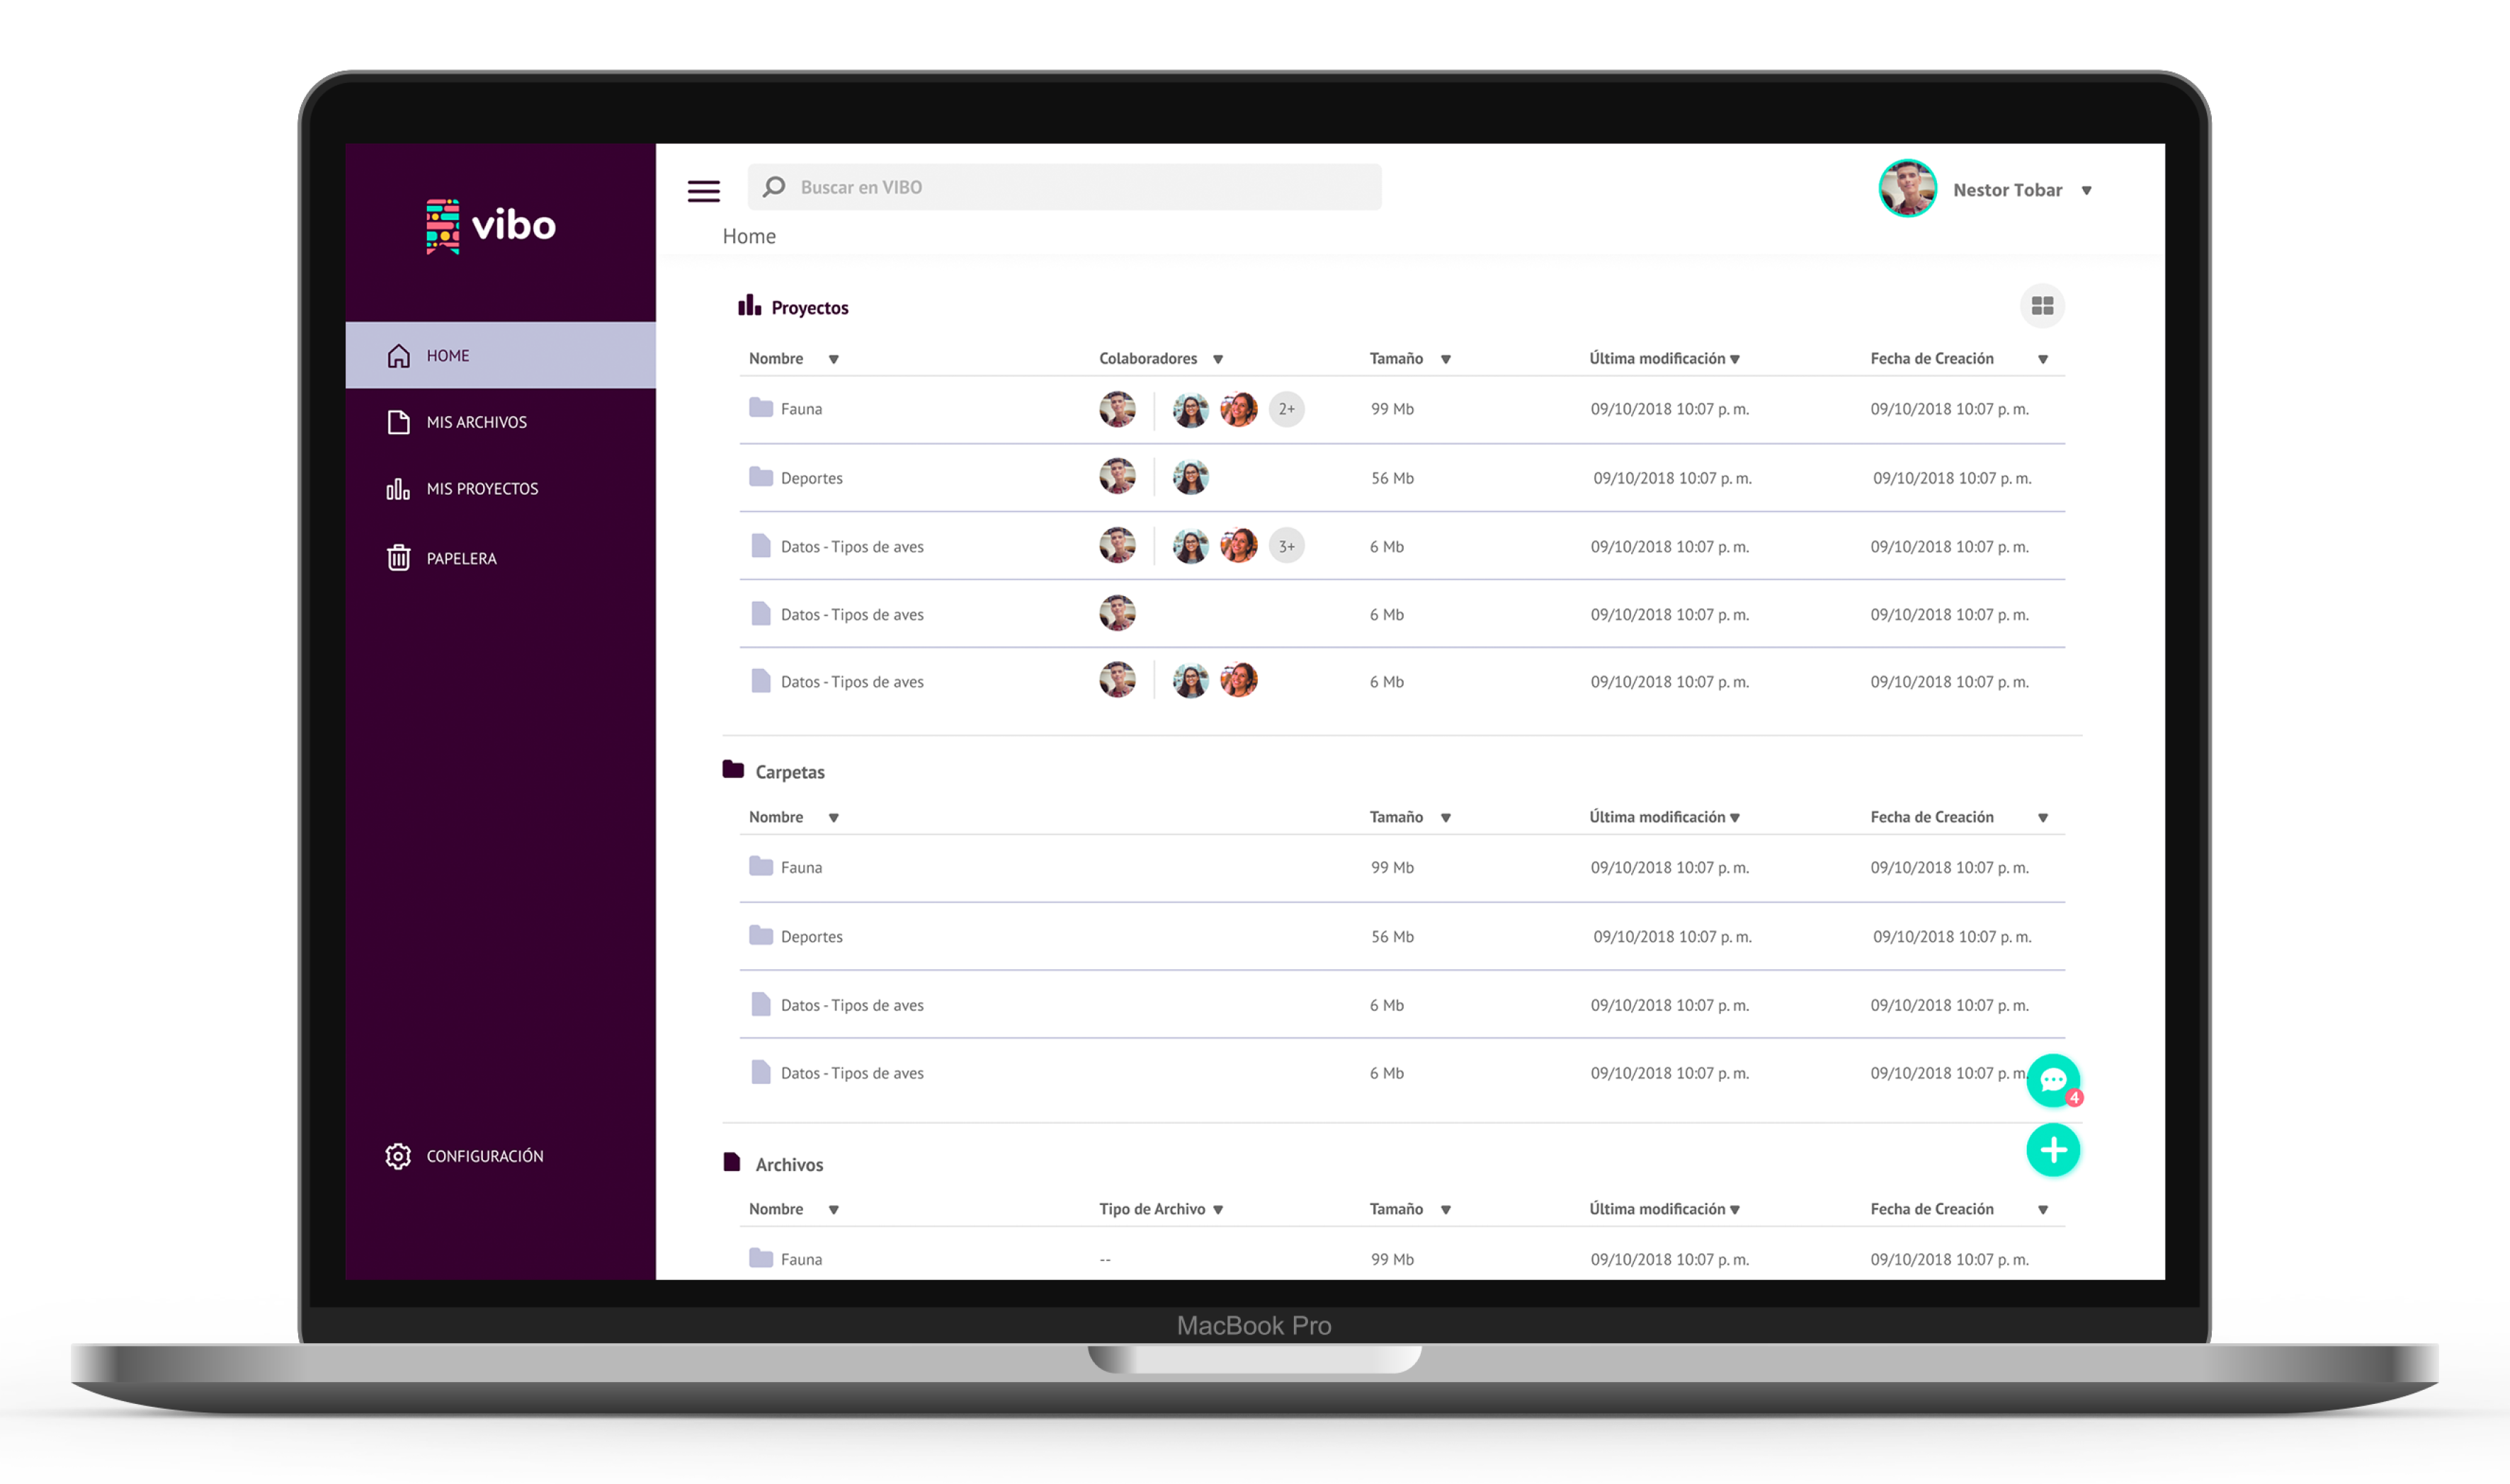 vibo
HOME
MIS ARCHIVOS
MIS PROYECTOS
PAPELERA
CONFIGURACIÓN
Buscar en VIBO
Nestor Tobar
Home
Proyectos
Nombre Colaboradores Tamaño Última modificación Fecha de Creación
Fauna 2+ 99 Mb 09/10/2018 10:07 p. m. 09/10/2018 10:07 p. m.
Deportes 56 Mb 09/10/2018 10:07 p. m. 09/10/2018 10:07 p. m.
Datos - Tipos de aves 3+ 6 Mb 09/10/2018 10:07 p. m. 09/10/2018 10:07 p. m.
Datos - Tipos de aves 6 Mb 09/10/2018 10:07 p. m. 09/10/2018 10:07 p. m.
Datos - Tipos de aves 6 Mb 09/10/2018 10:07 p. m. 09/10/2018 10:07 p. m.
Carpetas
Nombre Tamaño Última modificación Fecha de Creación
Fauna 99 Mb 09/10/2018 10:07 p. m. 09/10/2018 10:07 p. m.
Deportes 56 Mb 09/10/2018 10:07 p. m. 09/10/2018 10:07 p. m.
Datos - Tipos de aves 6 Mb 09/10/2018 10:07 p. m. 09/10/2018 10:07 p. m.
Datos - Tipos de aves 6 Mb 09/10/2018 10:07 p. m. 09/10/2018 10:07 p. m.
4
Archivos
Nombre Tipo de Archivo Tamaño Última modificación Fecha de Creación
Fauna -- 99 Mb 09/10/2018 10:07 p. m. 09/10/2018 10:07 p. m.
MacBook Pro